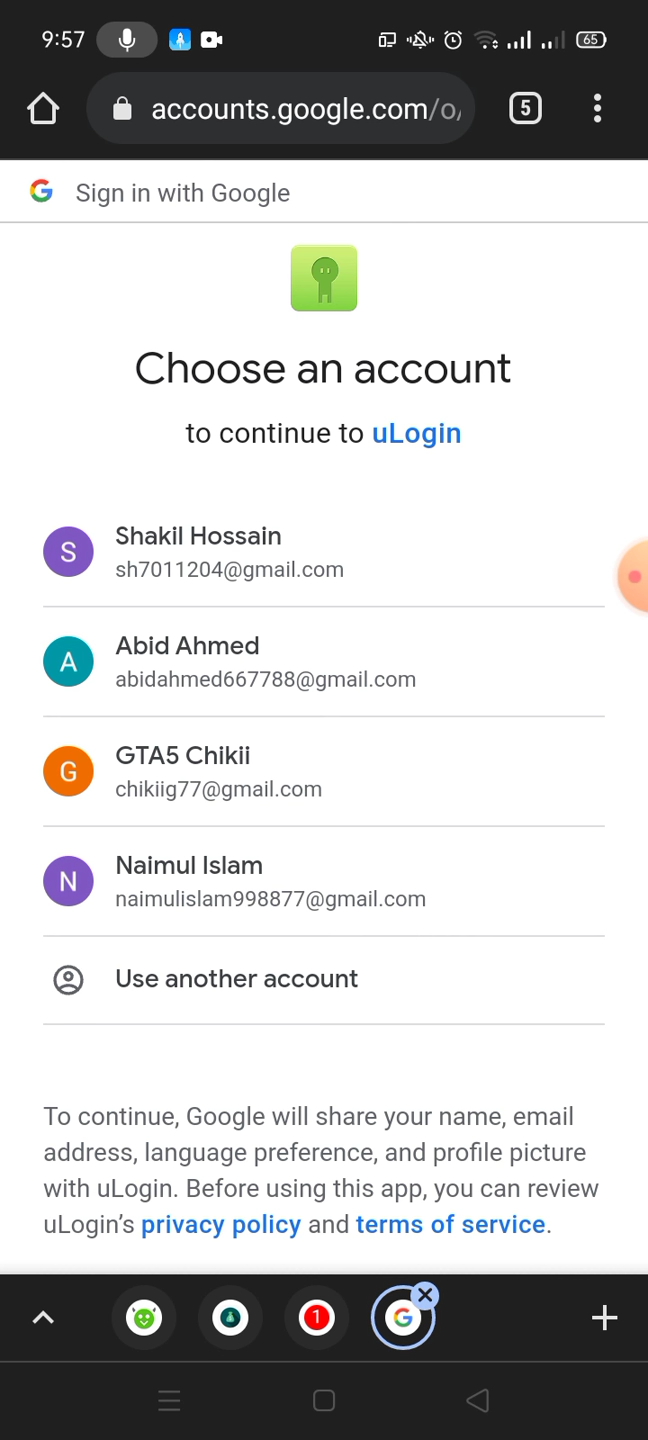 9:57
65
accounts.google.com/o/
5
Sign in with Google
Choose an account
to continue to uLogin
S
Shakil Hossain
sh7011204@gmail.com
A
Abid Ahmed
abidahmed667788@gmail.com
G
GTA5 Chikii
chikiig77@gmail.com
N
Naimul Islam
naimulislam998877@gmail.com
Use another account
To continue, Google will share your name, email
address, language preference, and profile picture
with uLogin. Before using this app, you can review
uLogin's privacy policy and terms of service.
1